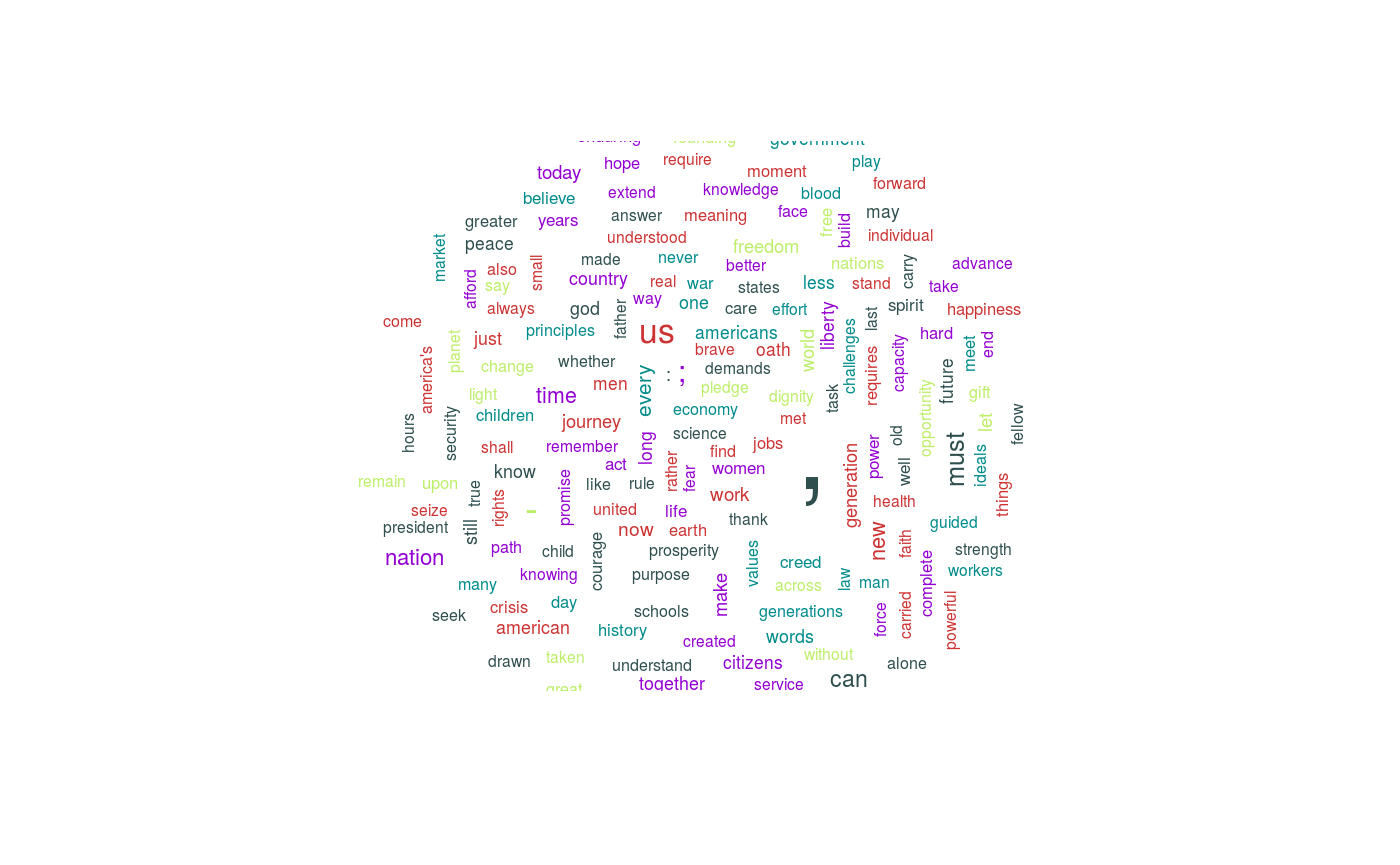 enduring founding government
today hope require moment play
believe extend knowledge blood forward
greater years answer meaning face free build may individual
market peace understood freedom
afford also say small made never better nations carry advance
country real war states less stand take
always god father way one care effort liberty spirit happiness
come planet just principles us americans world challenges last hard
america's change whether brave oath requires capacity meet end
light men every : ; demands future
time pledge dignity task opportunity gift
hours security children journey economy met old let fellow
shall remember long science jobs generation power must ideals
know act rather find women well things
remain upon true promise like rule fear work , health
seize rights - united life
president still now earth thank new faith guided
nation path child courage prosperity values strength
many knowing purpose make creed across law man complete workers
seek crisis day schools generations force carried powerful
american history created words
drawn taken understand citizens without alone
great together service can